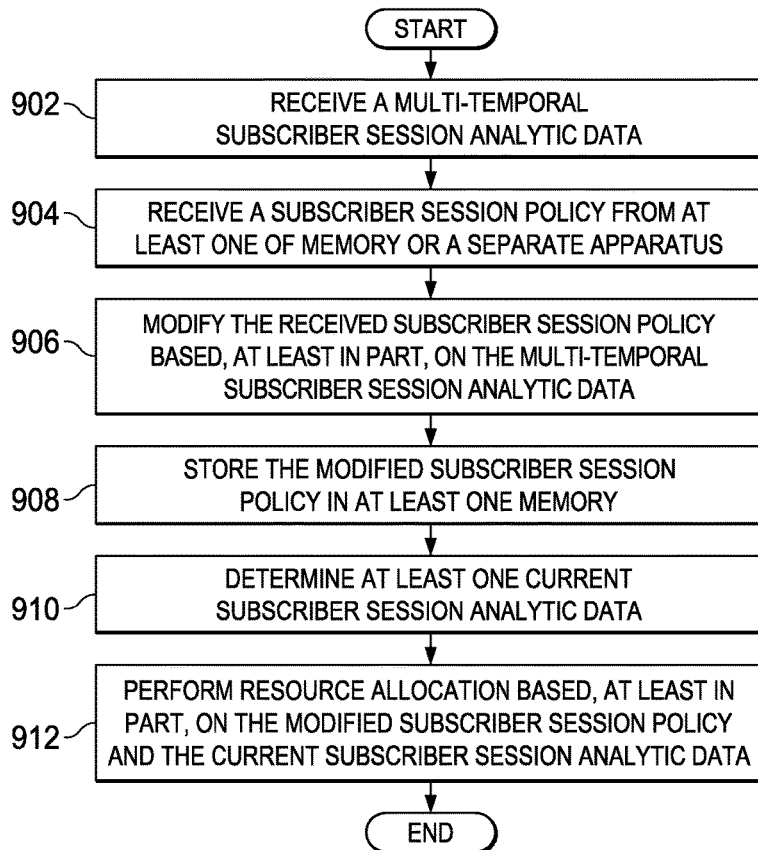 START
902
RECEIVE A MULTI-TEMPORAL
SUBSCRIBER SESSION ANALYTIC DATA
904
RECEIVE A SUBSCRIBER SESSION POLICY FROM AT
LEAST ONE OF MEMORY OR A SEPARATE APPARATUS
906
MODIFY THE RECEIVED SUBSCRIBER SESSION POLICY
BASED, AT LEAST IN PART, ON THE MULTI-TEMPORAL
SUBSCRIBER SESSION ANALYTIC DATA
908
STORE THE MODIFIED SUBSCRIBER SESSION
POLICY IN AT LEAST ONE MEMORY
910
DETERMINE AT LEAST ONE CURRENT
SUBSCRIBER SESSION ANALYTIC DATA
912
PERFORM RESOURCE ALLOCATION BASED, AT LEAST IN
PART, ON THE MODIFIED SUBSCRIBER SESSION POLICY
AND THE CURRENT SUBSCRIBER SESSION ANALYTIC DATA
END